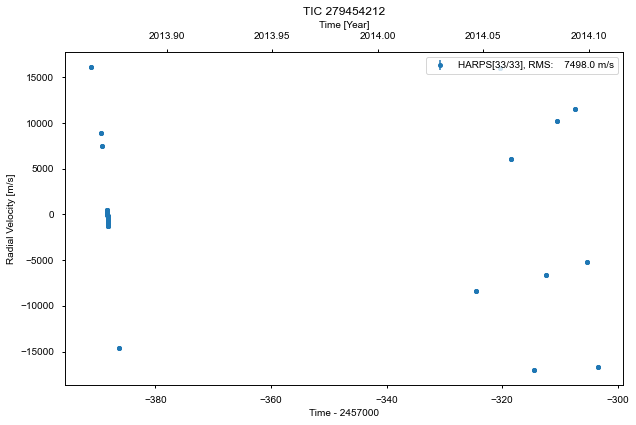 TIC 279454212
Time [Year]
2013.90 2013.95 2014.00 2014.05 2014.10
HARPS[33/33], RMS: 7498.0 m/s
15000
10000
5000
0
−5000
−10000
−15000
Radial Velocity [m/s]
−380 −360 −340 −320 −300
Time - 2457000